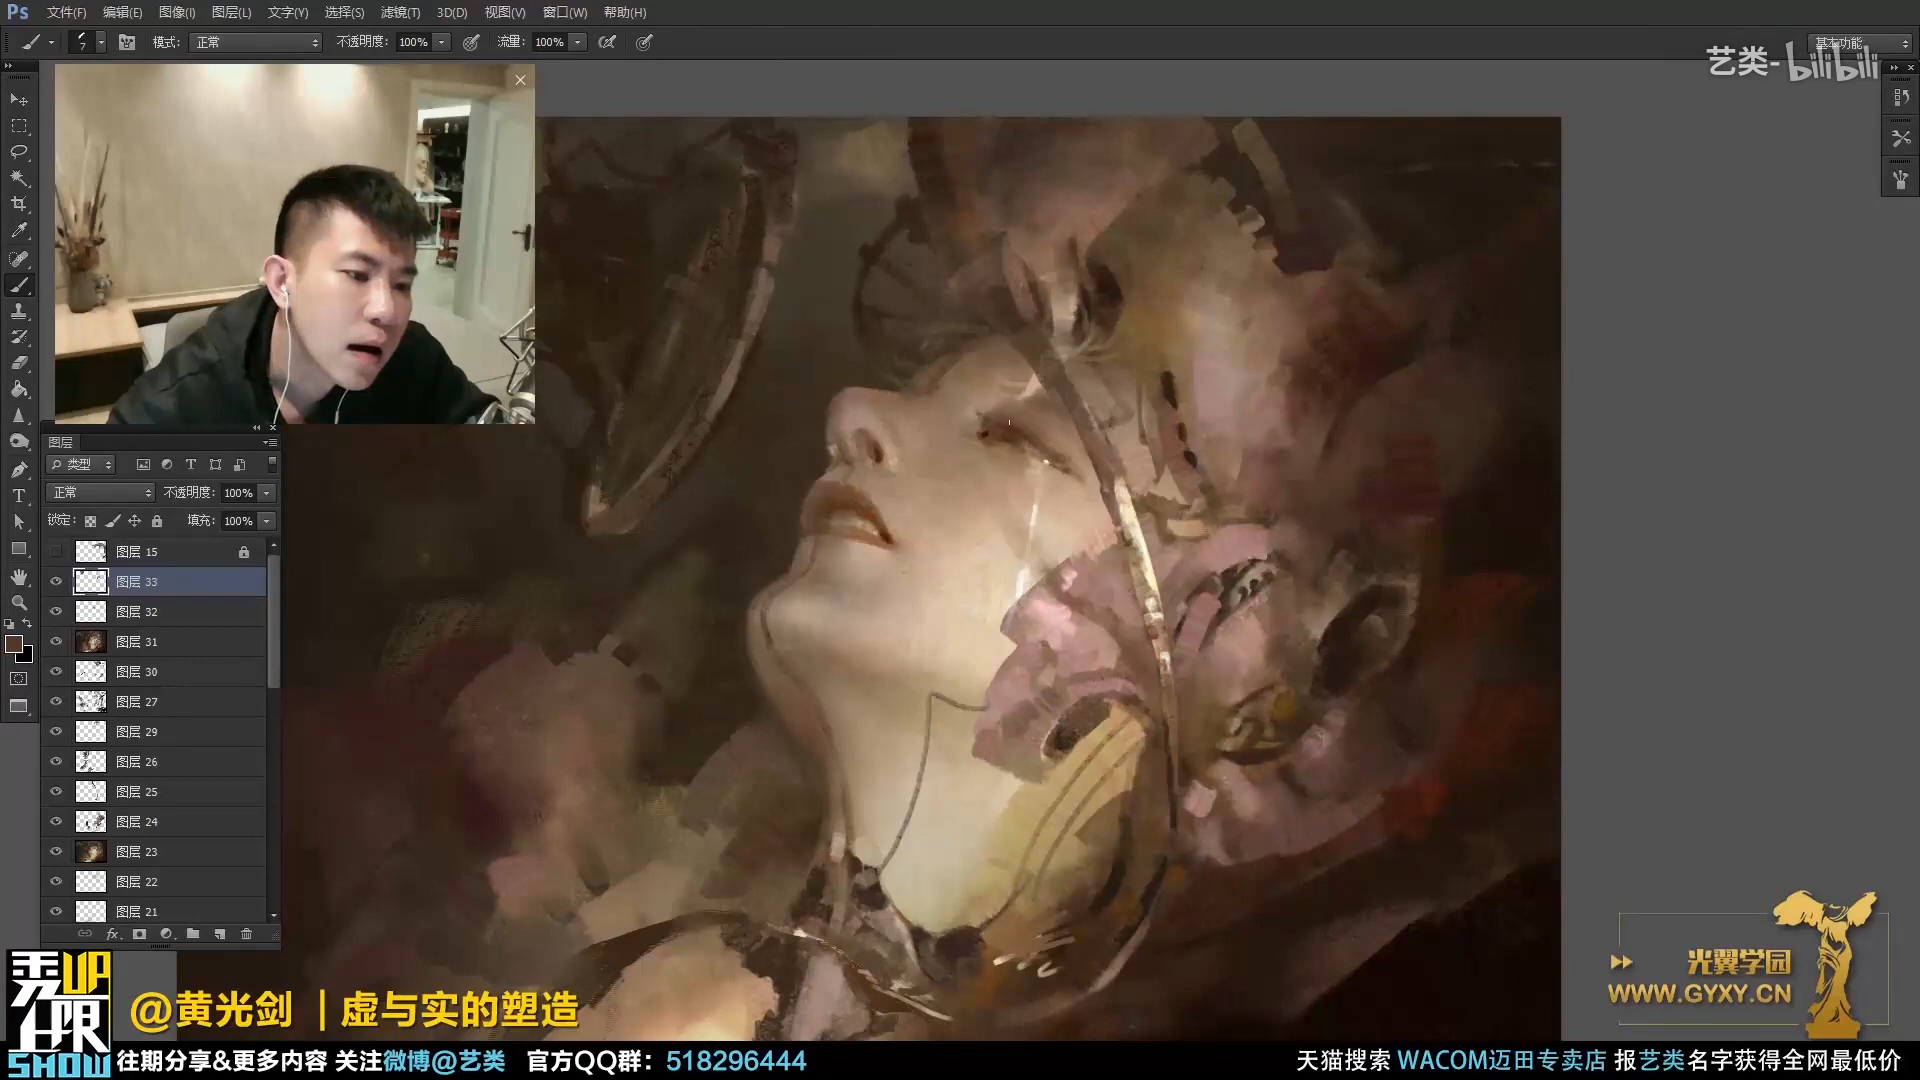 Ps 文件(F) 编辑(E) 图像(I) 图层(L) 文字(Y) 选择(S) 滤镜(T) 3D(D) 视图(V) 窗口(W) 帮助(H)
7 模式: 正常 不透明度: 100% 流量: 100% 基本功能
艺类-bilibili
图层
类型
正常 不透明度: 100%
锁定: 填充: 100%
图层 15
图层 33
图层 32
图层 31
图层 30
图层 27
图层 29
图层 26
图层 25
图层 24
图层 23
图层 22
图层 21
fx
光翼学园
WWW.GYXY.CN
秀UP
HR
SHOW
@黄光剑 | 虚与实的塑造
往期分享&更多内容 关注微博@艺类 官方QQ群: 518296444
天猫搜索 WACOM迈田专卖店 报艺类名字获得全网最低价